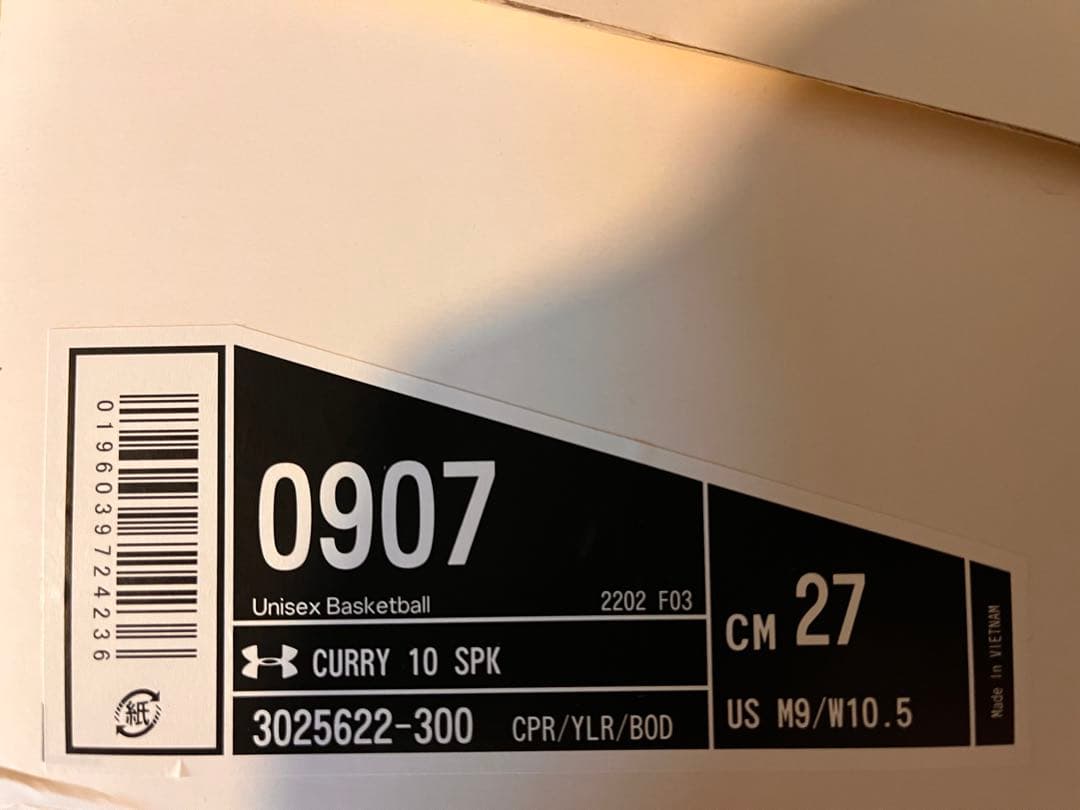 0196039724236
紙
0907
Unisex Basketball 2202 F03
CURRY 10 SPK
3025622-300 CPR/YLR/BOD
CM 27
US M9/W10.5
Made in VIETNAM